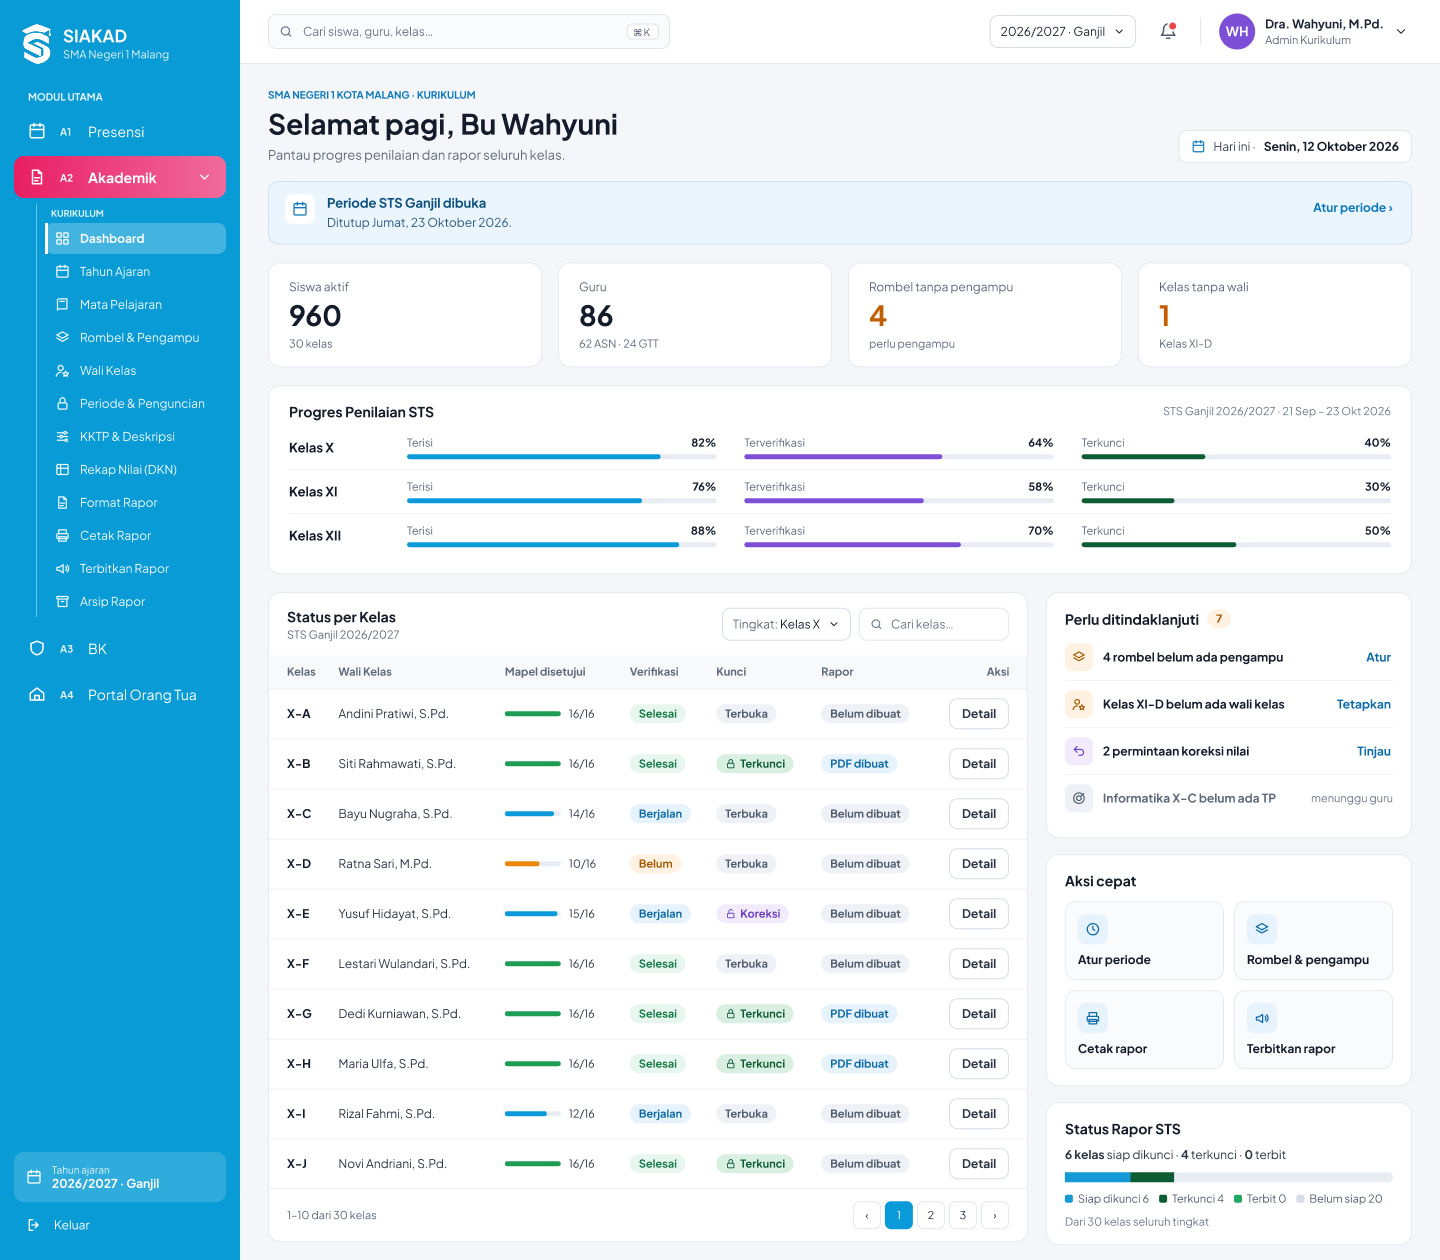 SIAKAD
SMA Negeri 1 Malang
MODUL UTAMA
A1 Presensi
A2 Akademik
KURIKULUM
Dashboard
Tahun Ajaran
Mata Pelajaran
Rombel & Pengampu
Wali Kelas
Periode & Penguncian
KKTP & Deskripsi
Rekap Nilai (DKN)
Format Rapor
Cetak Rapor
Terbitkan Rapor
Arsip Rapor
A3 BK
A4 Portal Orang Tua
Tahun ajaran
2026/2027 · Ganjil
Keluar
Cari siswa, guru, kelas... ⌘K
2026/2027 · Ganjil
WH
Dra. Wahyuni, M.Pd.
Admin Kurikulum
SMA NEGERI 1 KOTA MALANG · KURIKULUM
Selamat pagi, Bu Wahyuni
Pantau progres penilaian dan rapor seluruh kelas.
Hari ini · Senin, 12 Oktober 2026
Periode STS Ganjil dibuka
Ditutup Jumat, 23 Oktober 2026.
Atur periode ›
Siswa aktif
960
30 kelas
Guru
86
62 ASN · 24 GTT
Rombel tanpa pengampu
4
perlu pengampu
Kelas tanpa wali
1
Kelas XI-D
Progres Penilaian STS
STS Ganjil 2026/2027 · 21 Sep – 23 Okt 2026
Kelas X Terisi 82% Terverifikasi 64% Terkunci 40%
Kelas XI Terisi 76% Terverifikasi 58% Terkunci 30%
Kelas XII Terisi 88% Terverifikasi 70% Terkunci 50%
Status per Kelas
STS Ganjil 2026/2027
Tingkat: Kelas X
Cari kelas...
Kelas Wali Kelas Mapel disetujui Verifikasi Kunci Rapor Aksi
X-A Andini Pratiwi, S.Pd. 16/16 Selesai Terbuka Belum dibuat Detail
X-B Siti Rahmawati, S.Pd. 16/16 Selesai Terkunci PDF dibuat Detail
X-C Bayu Nugraha, S.Pd. 14/16 Berjalan Terbuka Belum dibuat Detail
X-D Ratna Sari, M.Pd. 10/16 Belum Terbuka Belum dibuat Detail
X-E Yusuf Hidayat, S.Pd. 15/16 Berjalan Koreksi Belum dibuat Detail
X-F Lestari Wulandari, S.Pd. 16/16 Selesai Terbuka Belum dibuat Detail
X-G Dedi Kurniawan, S.Pd. 16/16 Selesai Terkunci PDF dibuat Detail
X-H Maria Ulfa, S.Pd. 16/16 Selesai Terkunci PDF dibuat Detail
X-I Rizal Fahmi, S.Pd. 12/16 Berjalan Terbuka Belum dibuat Detail
X-J Novi Andriani, S.Pd. 16/16 Selesai Terkunci Belum dibuat Detail
1–10 dari 30 kelas
‹ 1 2 3 ›
Perlu ditindaklanjuti 7
4 rombel belum ada pengampu Atur
Kelas XI-D belum ada wali kelas Tetapkan
2 permintaan koreksi nilai Tinjau
Informatika X-C belum ada TP menunggu guru
Aksi cepat
Atur periode
Rombel & pengampu
Cetak rapor
Terbitkan rapor
Status Rapor STS
6 kelas siap dikunci · 4 terkunci · 0 terbit
Siap dikunci 6 Terkunci 4 Terbit 0 Belum siap 20
Dari 30 kelas seluruh tingkat